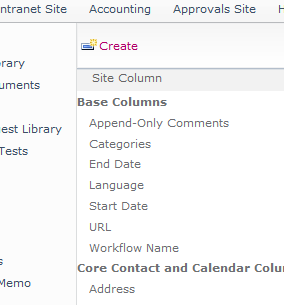 ntranet Site Accounting Approvals Site H
Create
Site Column
Base Columns
Append-Only Comments
Categories
End Date
Language
Start Date
URL
Workflow Name
Core Contact and Calendar Colu
Address
brary
uments
est Library
Tests
s
Memo